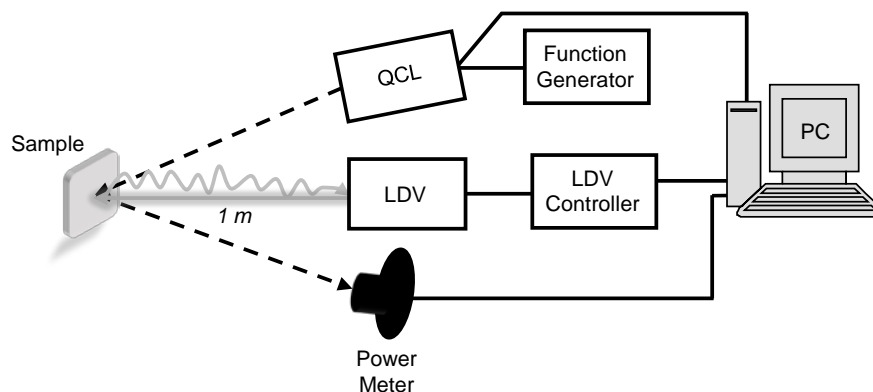 QCL
Function
Generator
PC
Sample
LDV
LDV
Controller
1 m
Power
Meter